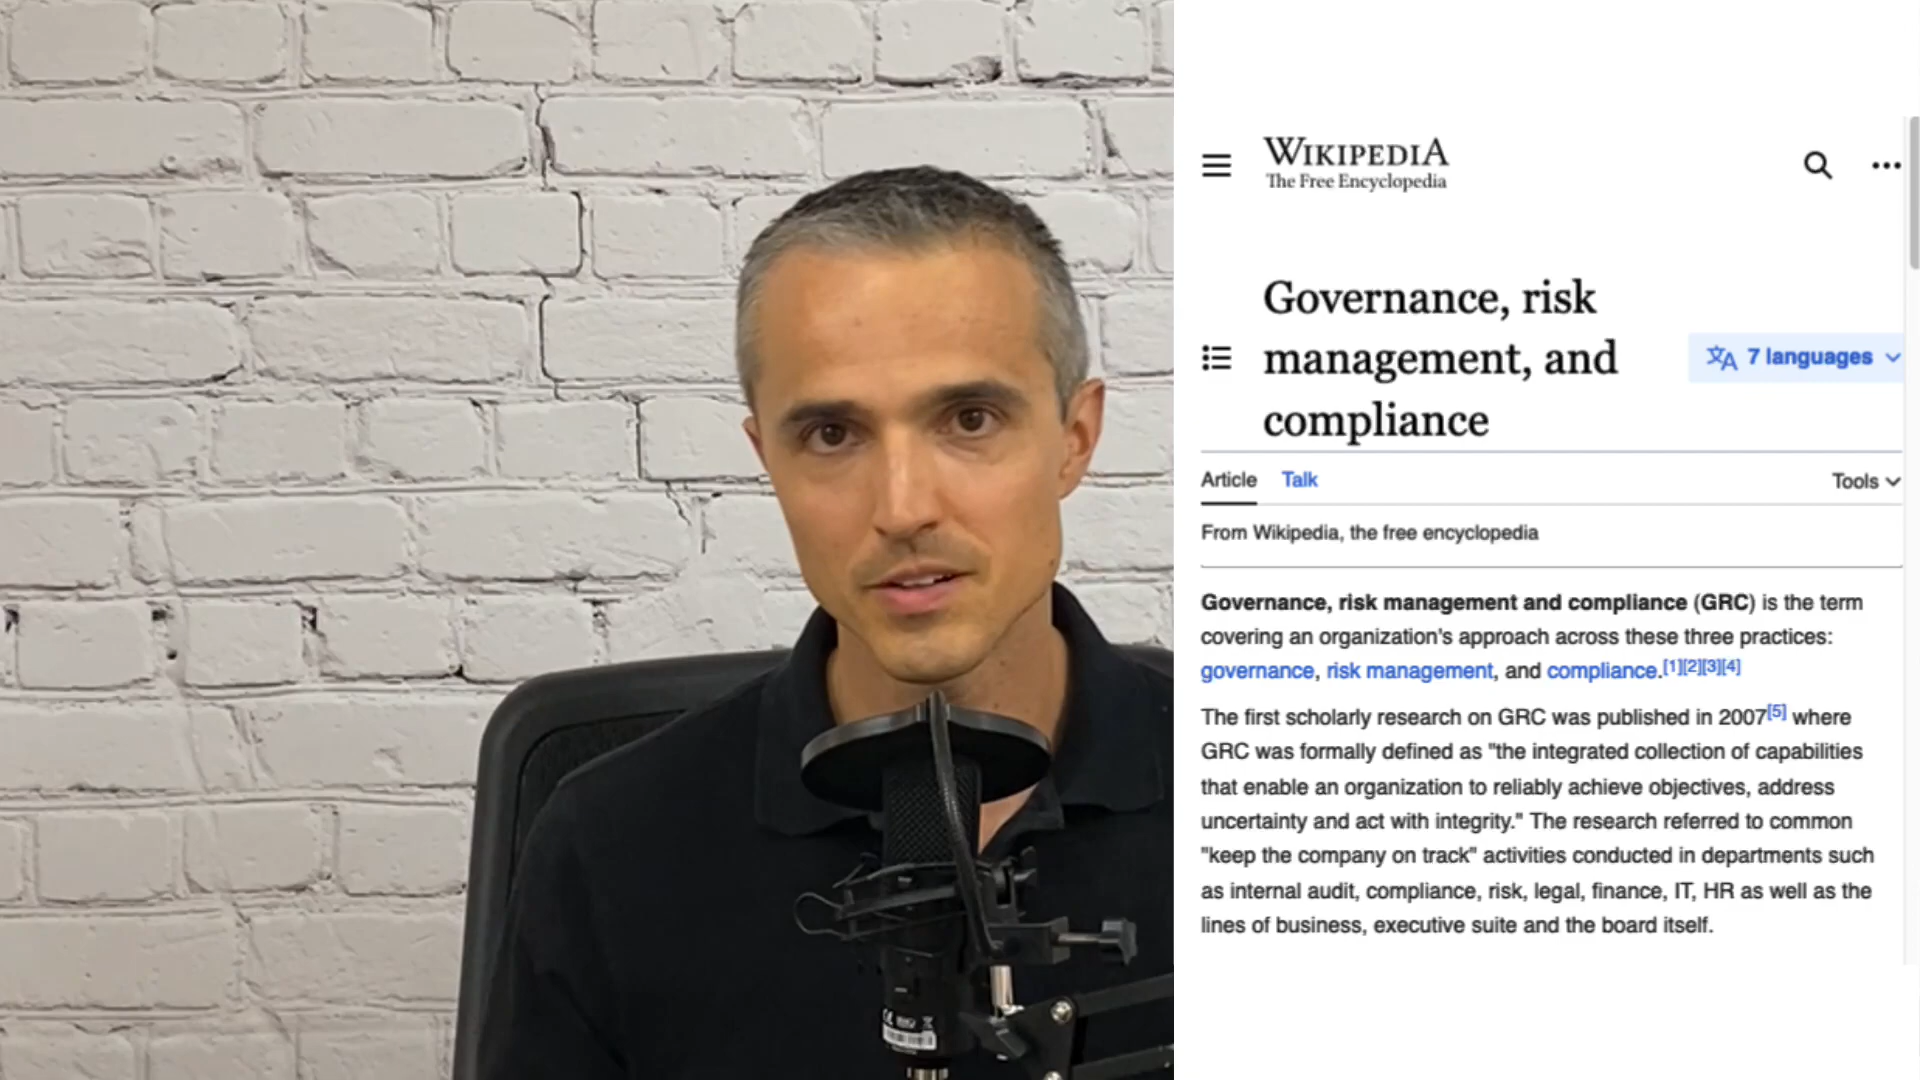 WIKIPEDIA
The Free Encyclopedia
Governance, risk
management, and
compliance
7 languages
Article Talk Tools
From Wikipedia, the free encyclopedia
Governance, risk management and compliance (GRC) is the term
covering an organization's approach across these three practices:
governance, risk management, and compliance.[1][2][3][4]
The first scholarly research on GRC was published in 2007[5] where
GRC was formally defined as "the integrated collection of capabilities
that enable an organization to reliably achieve objectives, address
uncertainty and act with integrity." The research referred to common
"keep the company on track" activities conducted in departments such
as internal audit, compliance, risk, legal, finance, IT, HR as well as the
lines of business, executive suite and the board itself.